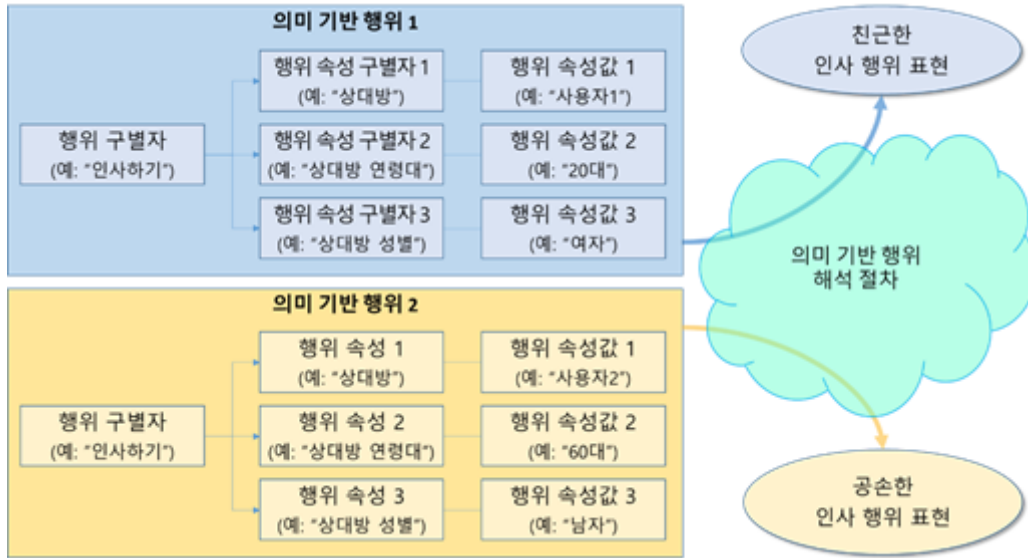 의미 기반 행위 1
행위 구별자
(예: "인사하기")
행위 속성 구별자 1
(예: "상대방")
행위 속성값 1
(예: "사용자1")
행위 속성 구별자 2
(예: "상대방 연령대")
행위 속성값 2
(예: "20대")
행위 속성 구별자 3
(예: "상대방 성별")
행위 속성값 3
(예: "여자")
친근한
인사 행위 표현
의미 기반 행위
해석 절차
의미 기반 행위 2
행위 구별자
(예: "인사하기")
행위 속성 1
(예: "상대방")
행위 속성값 1
(예: "사용자2")
행위 속성 2
(예: "상대방 연령대")
행위 속성값 2
(예: "60대")
행위 속성 3
(예: "상대방 성별")
행위 속성값 3
(예: "남자")
공손한
인사 행위 표현